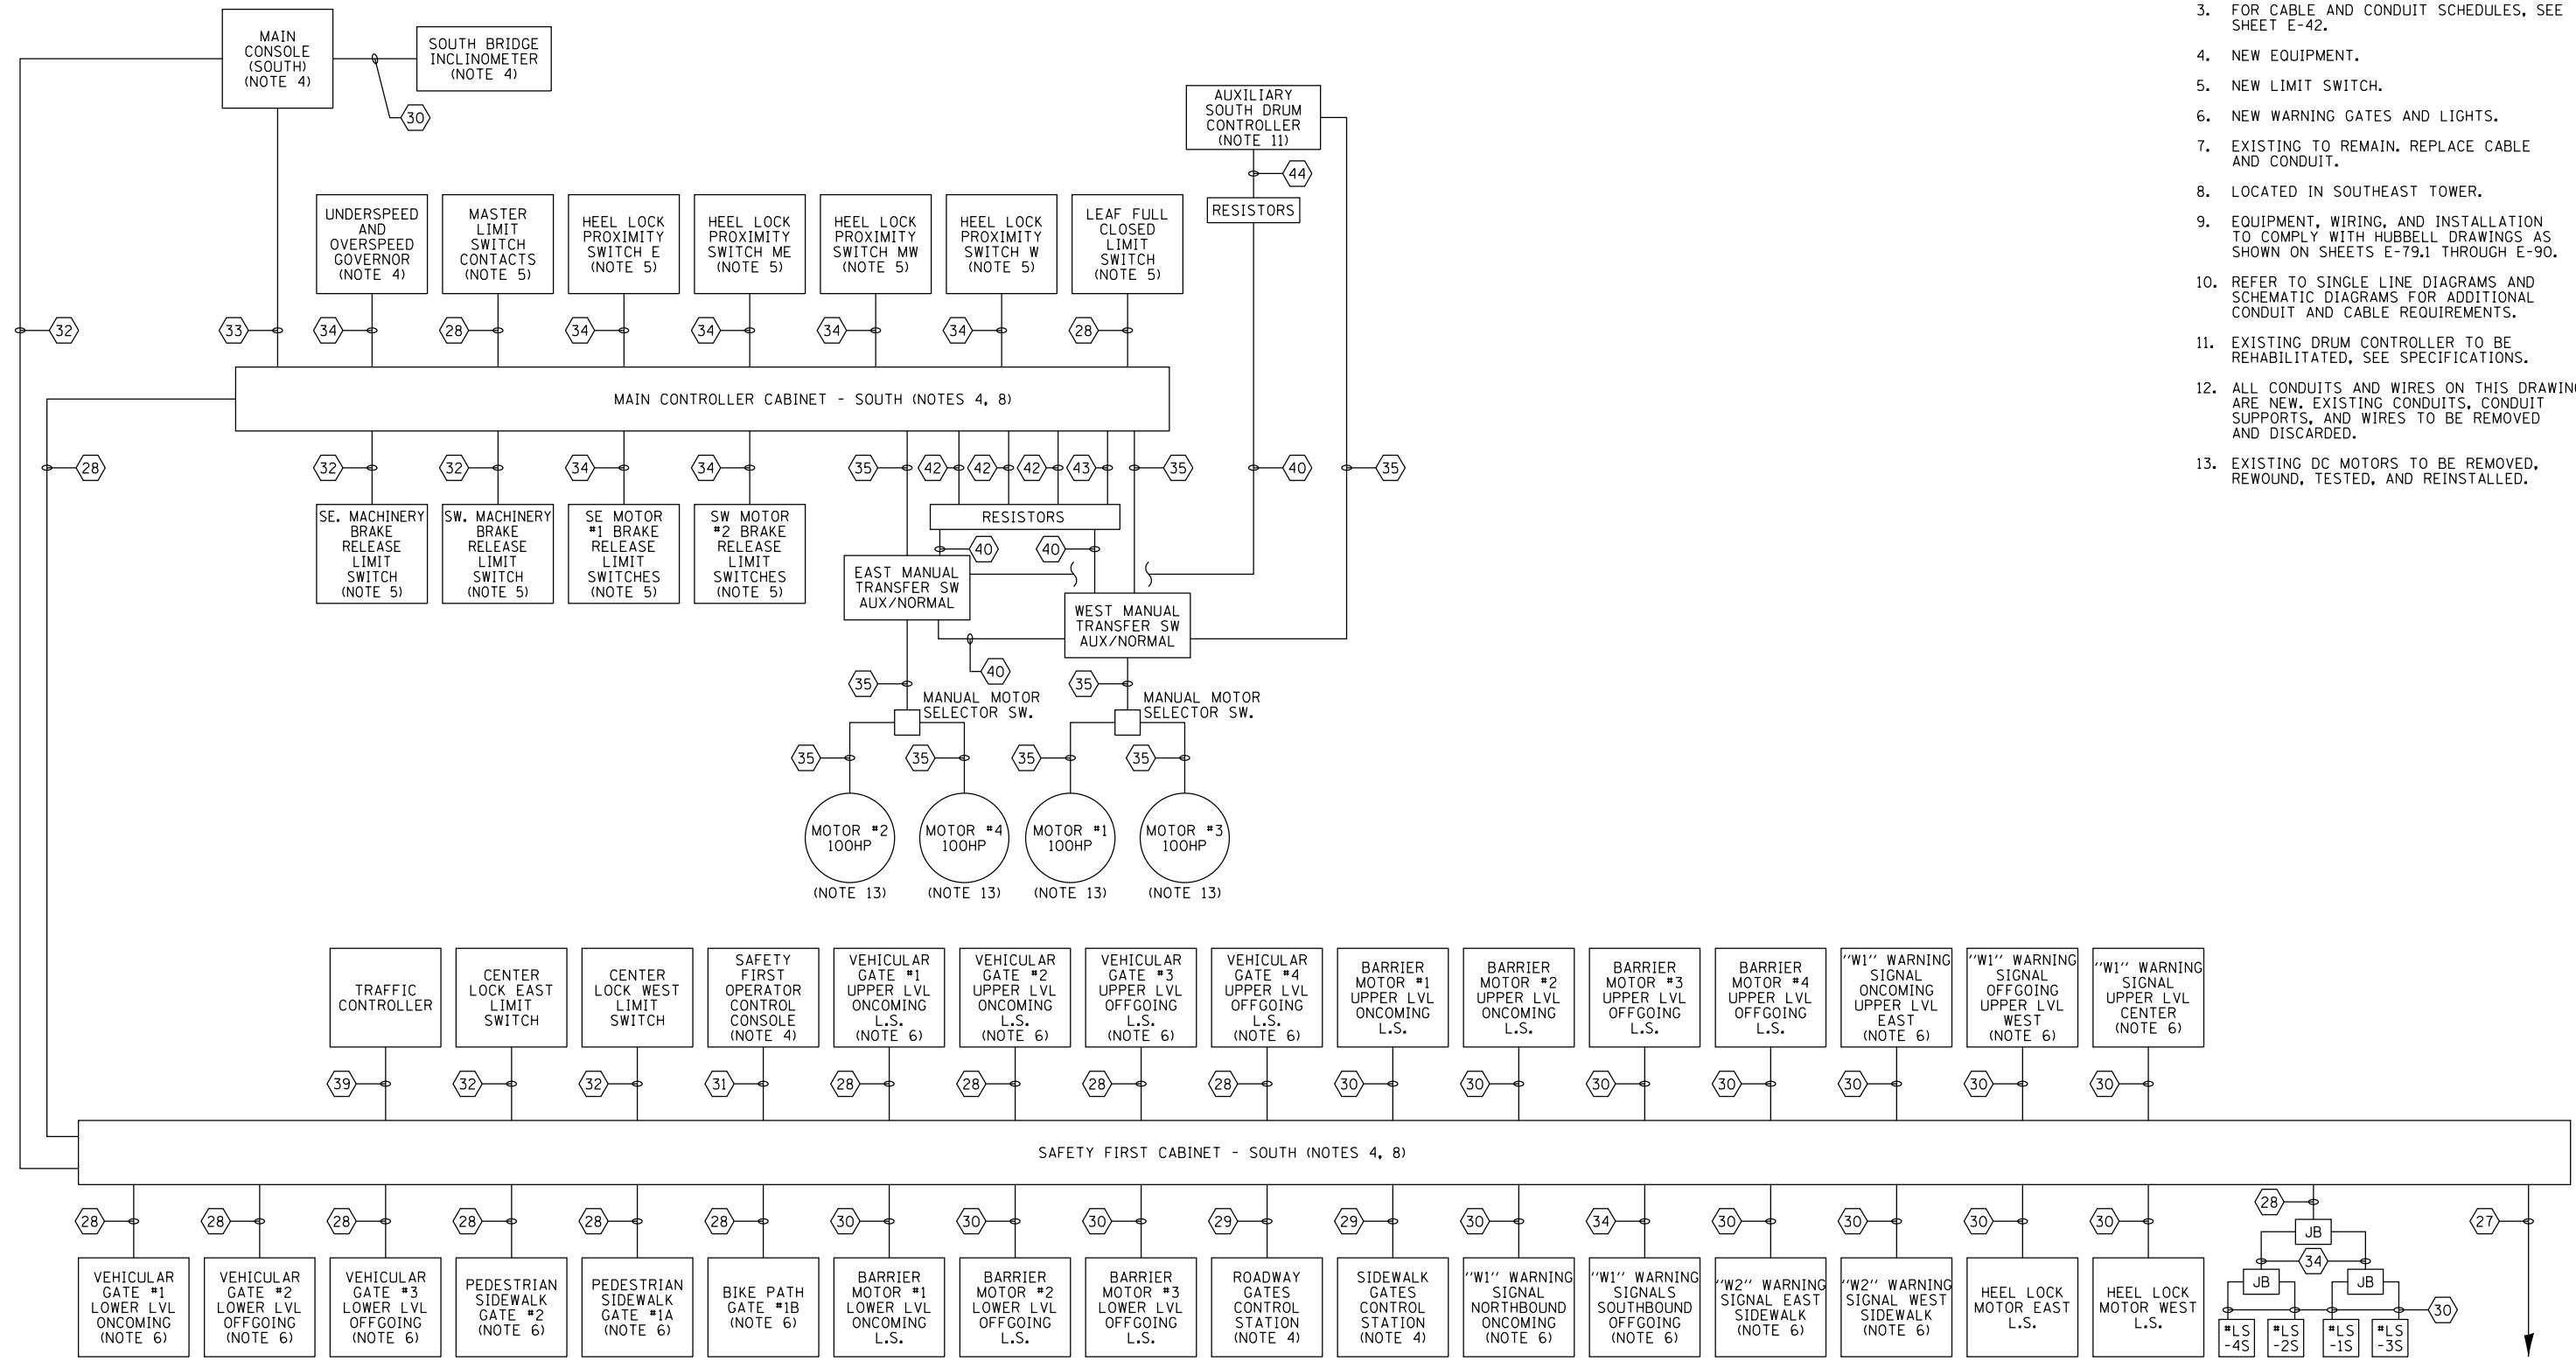 MAIN
CONSOLE
(SOUTH)
(NOTE 4)
SOUTH BRIDGE
INCLINOMETER
(NOTE 4)
30
AUXILIARY
SOUTH DRUM
CONTROLLER
(NOTE 11)
44
RESISTORS
3. FOR CABLE AND CONDUIT SCHEDULES, SEE
SHEET E-42.
4. NEW EQUIPMENT.
5. NEW LIMIT SWITCH.
6. NEW WARNING GATES AND LIGHTS.
7. EXISTING TO REMAIN. REPLACE CABLE
AND CONDUIT.
8. LOCATED IN SOUTHEAST TOWER.
9. EQUIPMENT, WIRING, AND INSTALLATION
TO COMPLY WITH HUBBELL DRAWINGS AS
SHOWN ON SHEETS E-79.1 THROUGH E-90.
10. REFER TO SINGLE LINE DIAGRAMS AND
SCHEMATIC DIAGRAMS FOR ADDITIONAL
CONDUIT AND CABLE REQUIREMENTS.
11. EXISTING DRUM CONTROLLER TO BE
REHABILITATED, SEE SPECIFICATIONS.
12. ALL CONDUITS AND WIRES ON THIS DRAWING
ARE NEW. EXISTING CONDUITS, CONDUIT
SUPPORTS, AND WIRES TO BE REMOVED
AND DISCARDED.
13. EXISTING DC MOTORS TO BE REMOVED,
REWOUND, TESTED, AND REINSTALLED.
UNDERSPEED
AND
OVERSPEED
GOVERNOR
(NOTE 4)
MASTER
LIMIT
SWITCH
CONTACTS
(NOTE 5)
HEEL LOCK
PROXIMITY
SWITCH E
(NOTE 5)
HEEL LOCK
PROXIMITY
SWITCH ME
(NOTE 5)
HEEL LOCK
PROXIMITY
SWITCH MW
(NOTE 5)
HEEL LOCK
PROXIMITY
SWITCH W
(NOTE 5)
LEAF FULL
CLOSED
LIMIT
SWITCH
(NOTE 5)
32 33 34 28 34 34 34 34 28
MAIN CONTROLLER CABINET - SOUTH (NOTES 4, 8)
28 32 32 34 34 35 42 42 42 43 35 40 35
SE. MACHINERY
BRAKE
RELEASE
LIMIT
SWITCH
(NOTE 5)
SW. MACHINERY
BRAKE
RELEASE
LIMIT
SWITCH
(NOTE 5)
SE MOTOR
#1 BRAKE
RELEASE
LIMIT
SWITCHES
(NOTE 5)
SW MOTOR
#2 BRAKE
RELEASE
LIMIT
SWITCHES
(NOTE 5)
RESISTORS
40 40
EAST MANUAL
TRANSFER SW
AUX/NORMAL
WEST MANUAL
TRANSFER SW
AUX/NORMAL
40
35 35
MANUAL MOTOR
SELECTOR SW.
MANUAL MOTOR
SELECTOR SW.
35 35 35 35
MOTOR #2
100HP
(NOTE 13)
MOTOR #4
100HP
(NOTE 13)
MOTOR #1
100HP
(NOTE 13)
MOTOR #3
100HP
(NOTE 13)
TRAFFIC
CONTROLLER
CENTER
LOCK EAST
LIMIT
SWITCH
CENTER
LOCK WEST
LIMIT
SWITCH
SAFETY
FIRST
OPERATOR
CONTROL
CONSOLE
(NOTE 4)
VEHICULAR
GATE #1
UPPER LVL
ONCOMING
L.S.
(NOTE 6)
VEHICULAR
GATE #2
UPPER LVL
ONCOMING
L.S.
(NOTE 6)
VEHICULAR
GATE #3
UPPER LVL
OFFGOING
L.S.
(NOTE 6)
VEHICULAR
GATE #4
UPPER LVL
OFFGOING
L.S.
(NOTE 6)
BARRIER
MOTOR #1
UPPER LVL
ONCOMING
L.S.
BARRIER
MOTOR #2
UPPER LVL
ONCOMING
L.S.
BARRIER
MOTOR #3
UPPER LVL
OFFGOING
L.S.
BARRIER
MOTOR #4
UPPER LVL
OFFGOING
L.S.
"W1" WARNING
SIGNAL
ONCOMING
UPPER LVL
EAST
(NOTE 6)
"W1" WARNING
SIGNAL
OFFGOING
UPPER LVL
WEST
(NOTE 6)
"W1" WARNING
SIGNAL
UPPER LVL
CENTER
(NOTE 6)
39 32 32 31 28 28 28 28 30 30 30 30 30 30 30
SAFETY FIRST CABINET - SOUTH (NOTES 4, 8)
28 28 28 28 28 28 30 30 30 29 29 30 34 30 30 30 30 28 27
VEHICULAR
GATE #1
LOWER LVL
ONCOMING
(NOTE 6)
VEHICULAR
GATE #2
LOWER LVL
OFFGOING
(NOTE 6)
VEHICULAR
GATE #3
LOWER LVL
OFFGOING
(NOTE 6)
PEDESTRIAN
SIDEWALK
GATE #2
(NOTE 6)
PEDESTRIAN
SIDEWALK
GATE #1A
(NOTE 6)
BIKE PATH
GATE #1B
(NOTE 6)
BARRIER
MOTOR #1
LOWER LVL
ONCOMING
L.S.
BARRIER
MOTOR #2
LOWER LVL
OFFGOING
L.S.
BARRIER
MOTOR #3
LOWER LVL
OFFGOING
L.S.
ROADWAY
GATES
CONTROL
STATION
(NOTE 4)
SIDEWALK
GATES
CONTROL
STATION
(NOTE 4)
"W1" WARNING
SIGNAL
NORTHBOUND
ONCOMING
(NOTE 6)
"W1" WARNING
SIGNALS
SOUTHBOUND
OFFGOING
(NOTE 6)
"W2" WARNING
SIGNAL EAST
SIDEWALK
(NOTE 6)
"W2" WARNING
SIGNAL WEST
SIDEWALK
(NOTE 6)
HEEL LOCK
MOTOR EAST
L.S.
HEEL LOCK
MOTOR WEST
L.S.
JB
34
JB JB
30
#LS
-4S
#LS
-2S
#LS
-1S
#LS
-3S